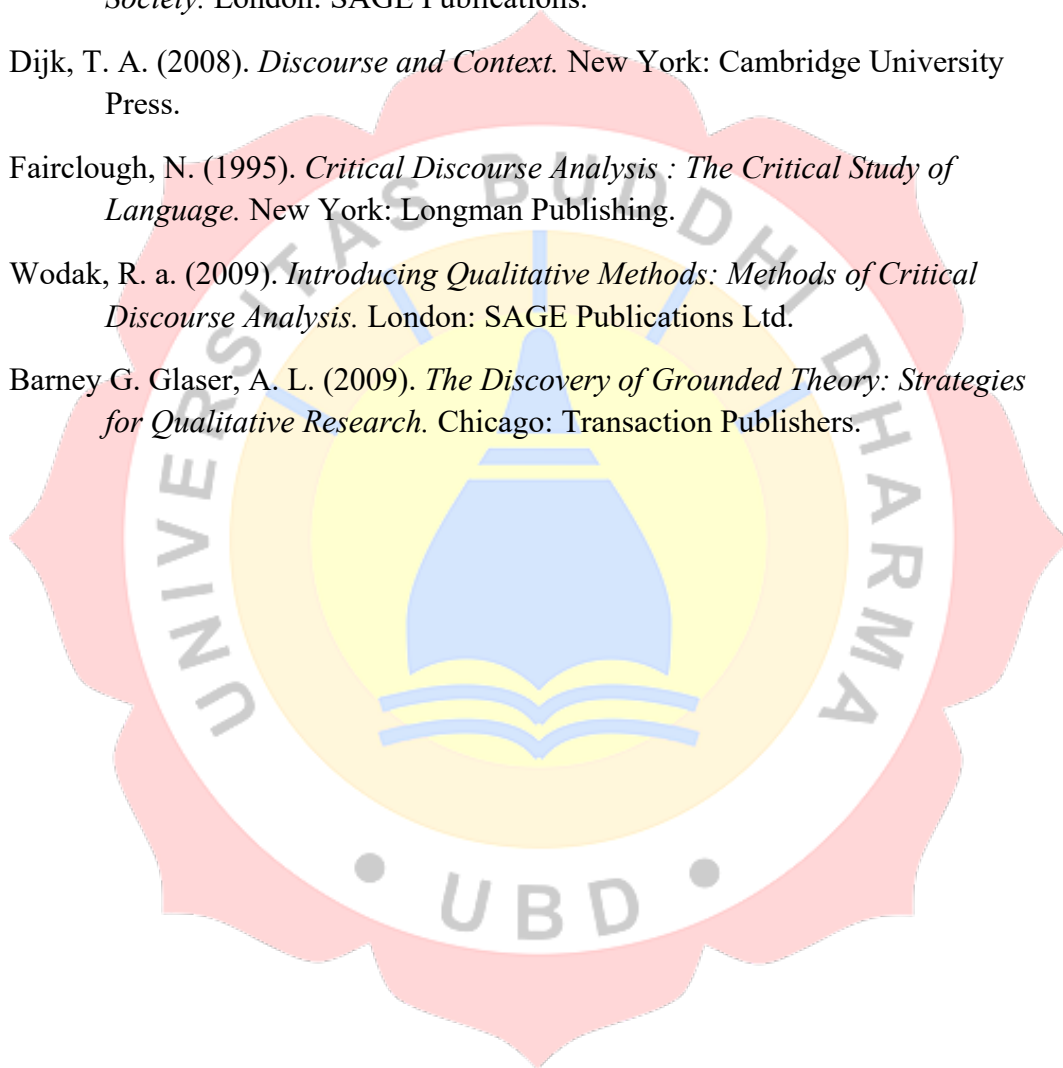 Society. London: SAGE Publications.
Dijk, T. A. (2008). Discourse and Context. New York: Cambridge University
Press.
Fairclough, N. (1995). Critical Discourse Analysis : The Critical Study of
Language. New York: Longman Publishing.
Wodak, R. a. (2009). Introducing Qualitative Methods: Methods of Critical
Discourse Analysis. London: SAGE Publications Ltd.
Barney G. Glaser, A. L. (2009). The Discovery of Grounded Theory: Strategies
for Qualitative Research. Chicago: Transaction Publishers.
UNIVERSITAS BUDDHI DHARMA
• UBD •